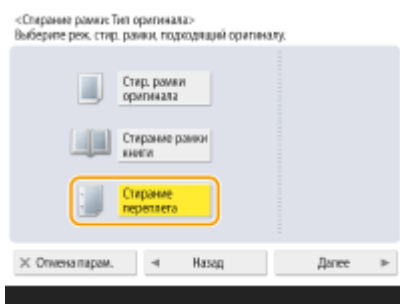 <Стирание рамки: Тип оригинала>
Выберите реж. стир. рамки, подходящий оригиналу.
Стир. рамки
оригинала
Стирание рамки
книги
Стирание
переплета
Отмена парам.
Назад
Далее